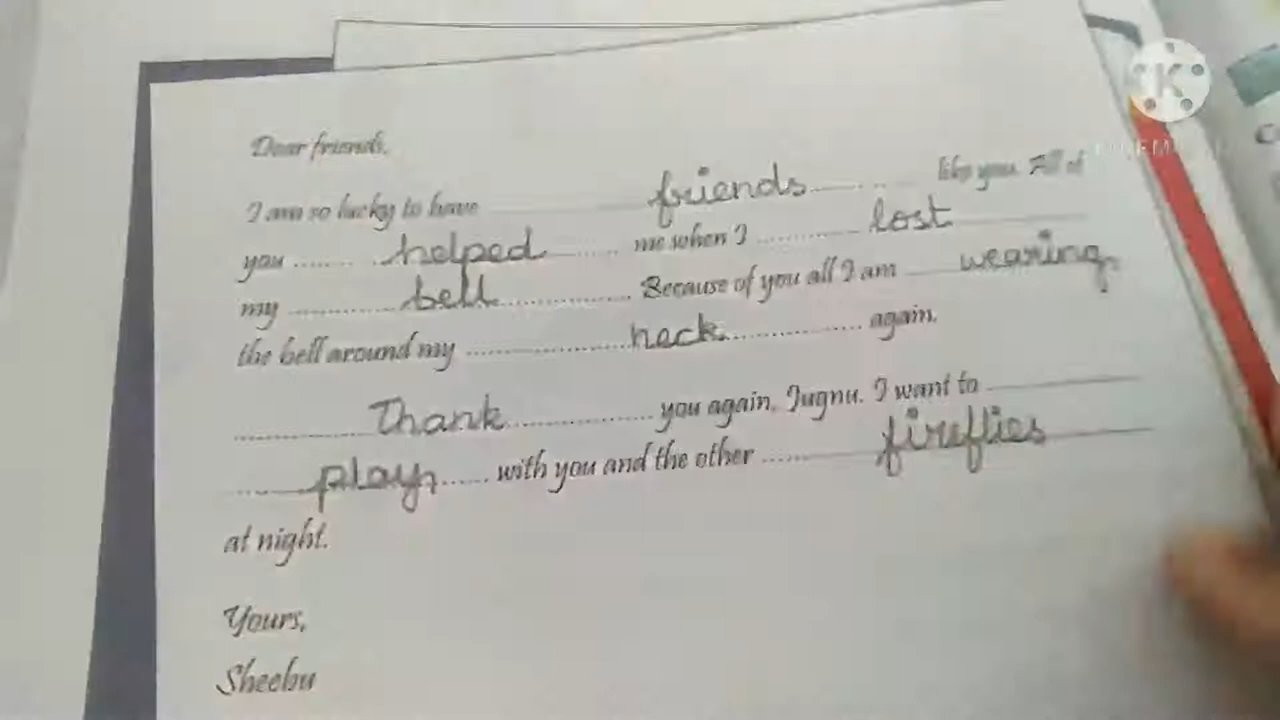 Dear friends,
I am so lucky to have friends like you. All of
you helped me when I lost
my bell. Because of you all I am wearing
the bell around my neck again.
Thank you again, Jugnu. I want to
play with you and the other fireflies
at night.
Yours,
Sheebu